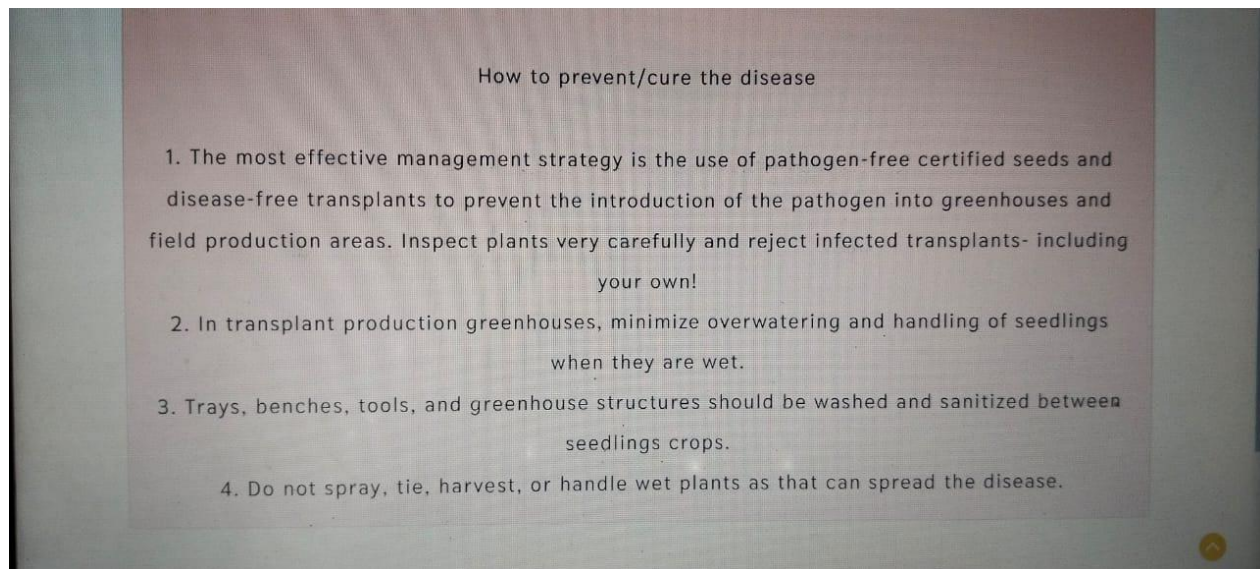 How to prevent/cure the disease
1. The most effective management strategy is the use of pathogen-free certified seeds and
disease-free transplants to prevent the introduction of the pathogen into greenhouses and
field production areas. Inspect plants very carefully and reject infected transplants- including
your own!
2. In transplant production greenhouses, minimize overwatering and handling of seedlings
when they are wet.
3. Trays, benches, tools, and greenhouse structures should be washed and sanitized between
seedlings crops.
4. Do not spray, tie, harvest, or handle wet plants as that can spread the disease.